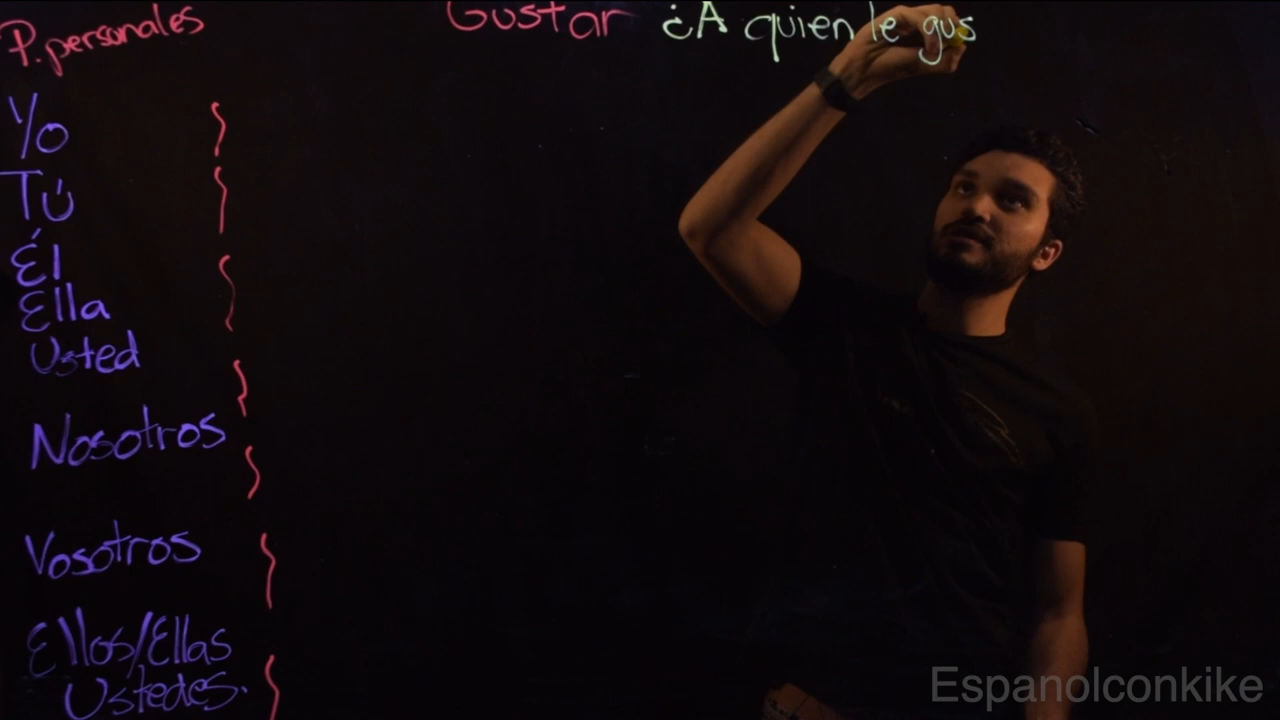 P. personales
Gustar ¿A quien le gus
Yo
Tú
Él
Ella
Usted
Nosotros
Vosotros
Ellos/Ellas
Ustedes.
Espanolconkike